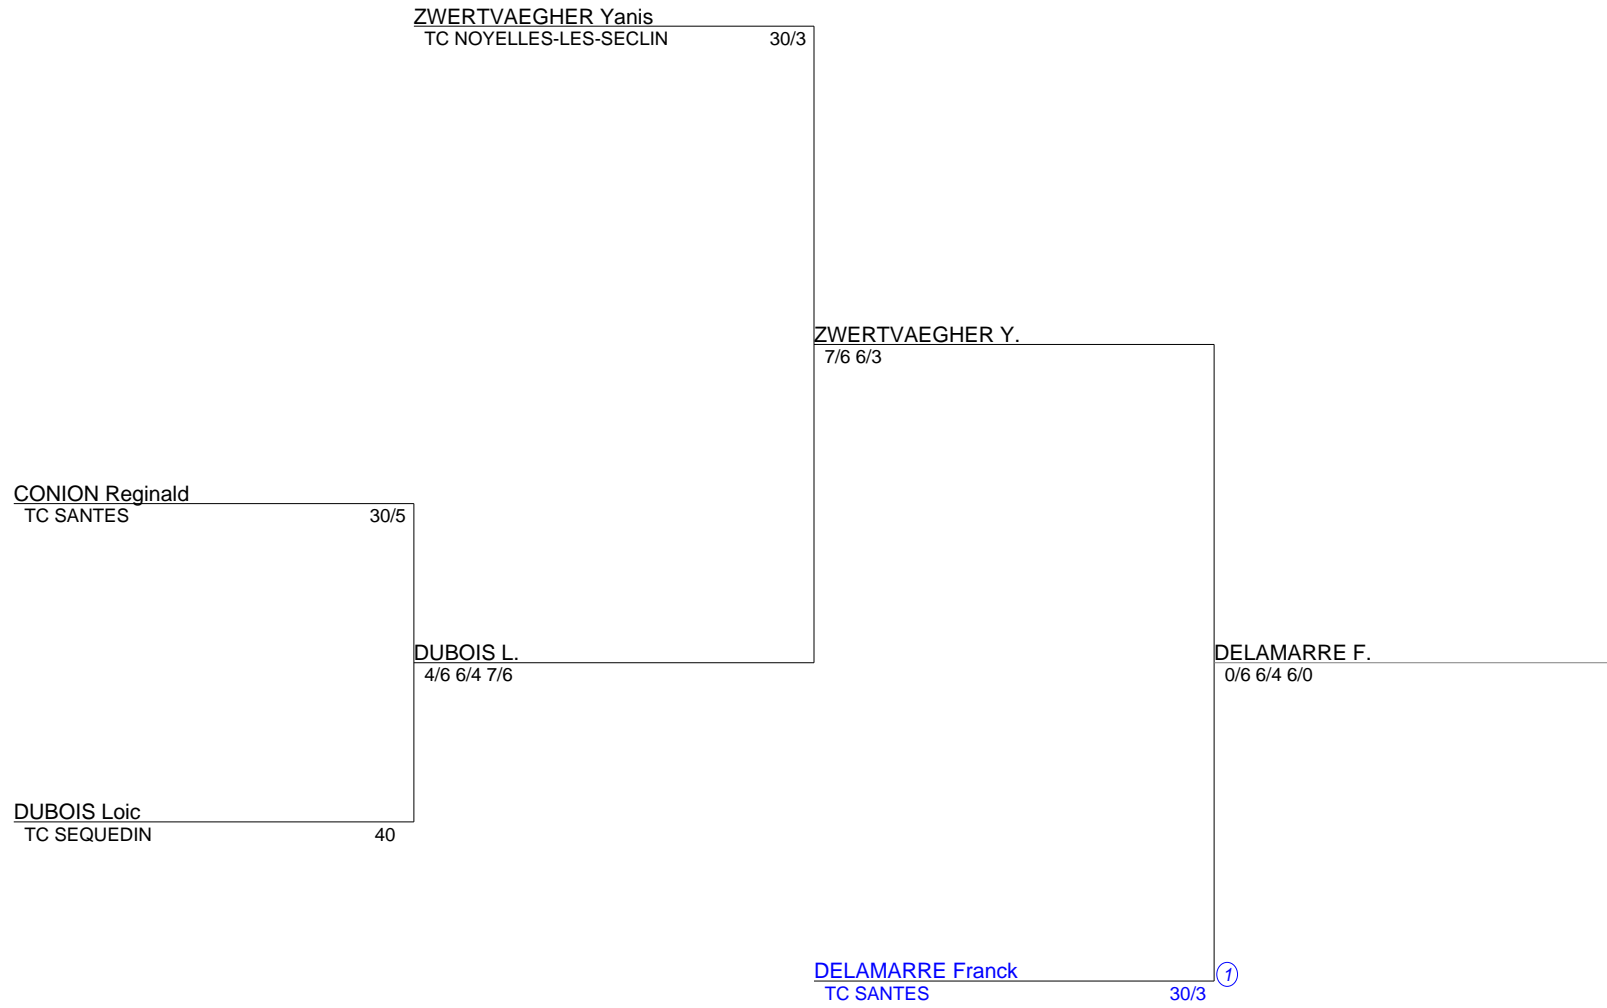 ZWERTVAEGHER Yanis
TC NOYELLES-LES-SECLIN 30/3
ZWERTVAEGHER Y.
7/6 6/3
CONION Reginald
TC SANTES 30/5
DUBOIS L.
4/6 6/4 7/6
DELAMARRE F.
0/6 6/4 6/0
DUBOIS Loic
TC SEQUEDIN 40
DELAMARRE Franck 1
TC SANTES 30/3